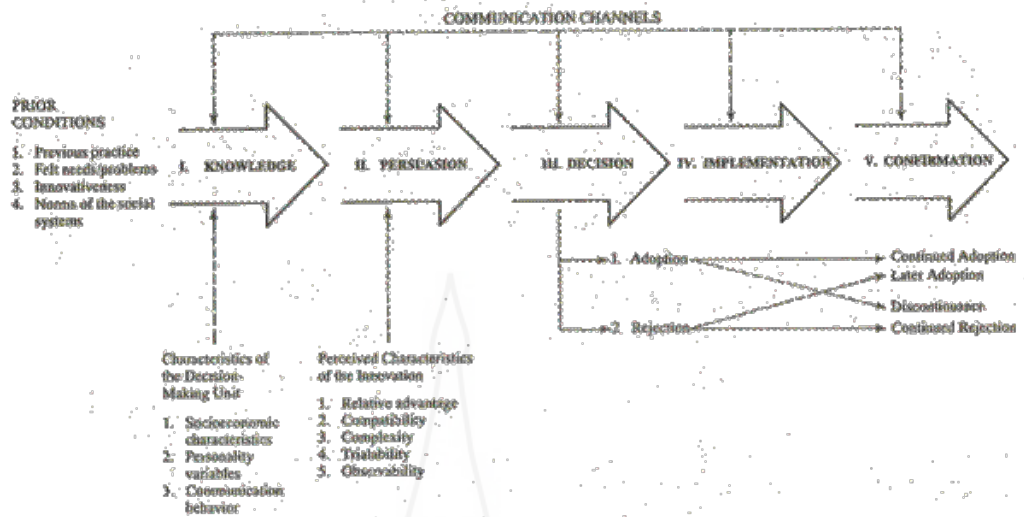 COMMUNICATION CHANNELS
PRIOR
CONDITIONS
1. Previous practice
2. Felt needs/problems
3. Innovativeness
4. Norms of the social
systems
I. KNOWLEDGE
II. PERSUASION
III. DECISION
IV. IMPLEMENTATION
V. CONFIRMATION
1. Adoption
2. Rejection
Continued Adoption
Later Adoption
Discontinuance
Continued Rejection
Characteristics of
the Decision-
Making Unit
1. Socioeconomic
characteristics
2. Personality
variables
3. Communication
behavior
Perceived Characteristics
of the Innovation
1. Relative advantage
2. Compatibility
3. Complexity
4. Trialability
5. Observability